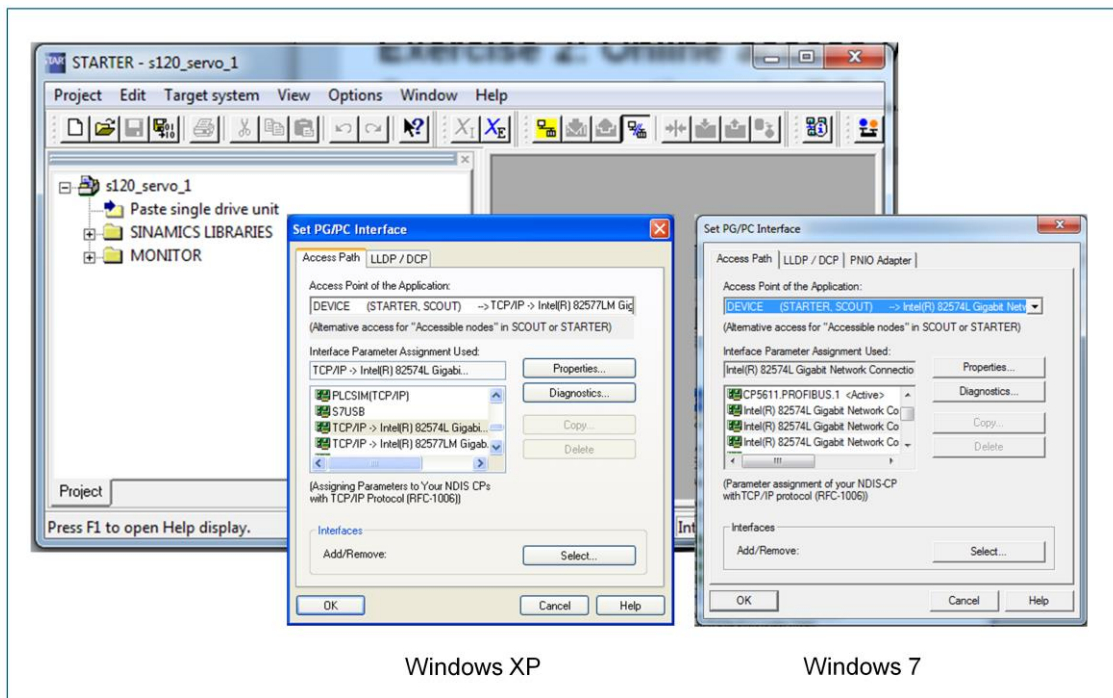 Exercise 2: Online
STAR
STARTER - s120_servo_1
Project Edit Target system View Options Window Help
s120_servo_1
Paste single drive unit
SINAMICS LIBRARIES
MONITOR
Project
Press F1 to open Help display.
Int
Set PG/PC Interface
Access Path LLDP / DCP
Access Point of the Application:
DEVICE (STARTER, SCOUT) --> TCP/IP -> Intel(R) 82577LM Gig
(Alternative access for "Accessible nodes" in SCOUT or STARTER)
Interface Parameter Assignment Used:
TCP/IP -> Intel(R) 82574L Gigabi...
PLCSIM(TCP/IP)
S7USB
TCP/IP -> Intel(R) 82574L Gigabi...
TCP/IP -> Intel(R) 82577LM Gigab.
Properties...
Diagnostics...
Copy...
Delete
(Assigning Parameters to Your NDIS CPs
with TCP/IP Protocol (RFC-1006))
Interfaces
Add/Remove:
Select...
OK Cancel Help
Set PG/PC Interface
Access Path LLDP / DCP PNIO Adapter
Access Point of the Application:
DEVICE (STARTER, SCOUT) --> Intel(R) 82574L Gigabit Netw
(Alternative access for "Accessible nodes" in SCOUT or STARTER)
Interface Parameter Assignment Used:
Intel(R) 82574L Gigabit Network Connectio
CP5611.PROFIBUS.1 <Active>
Intel(R) 82574L Gigabit Network Co
Intel(R) 82574L Gigabit Network Co
Intel(R) 82574L Gigabit Network Co
Properties...
Diagnostics...
Copy...
Delete
(Parameter assignment of your NDIS-CP
with TCP/IP protocol (RFC-1006))
Interfaces
Add/Remove:
Select...
OK Cancel Help
Windows XP
Windows 7